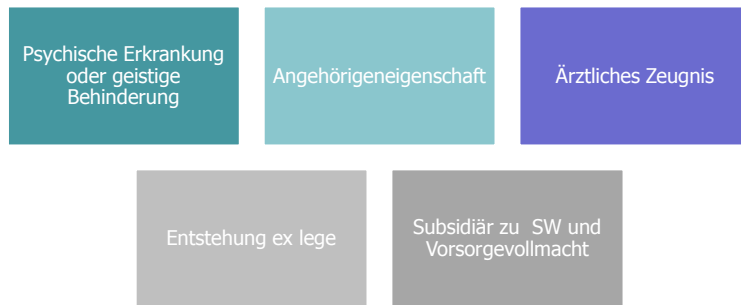 Psychische Erkrankung
oder geistige
Behinderung
Angehörigeneigenschaft
Ärztliches Zeugnis
Entstehung ex lege
Subsidiär zu  SW und
Vorsorgevollmacht